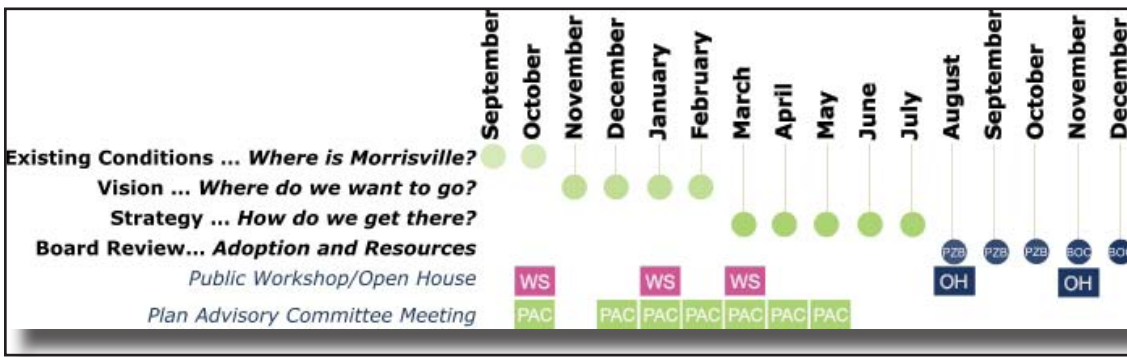 September October November December January February March April May June July August September October November December
Existing Conditions ... Where is Morrisville?
Vision ... Where do we want to go?
Strategy ... How do we get there?
Board Review... Adoption and Resources PZB PZB PZB BOC BOC
Public Workshop/Open House WS WS WS OH OH
Plan Advisory Committee Meeting PAC PAC PAC PAC PAC PAC PAC